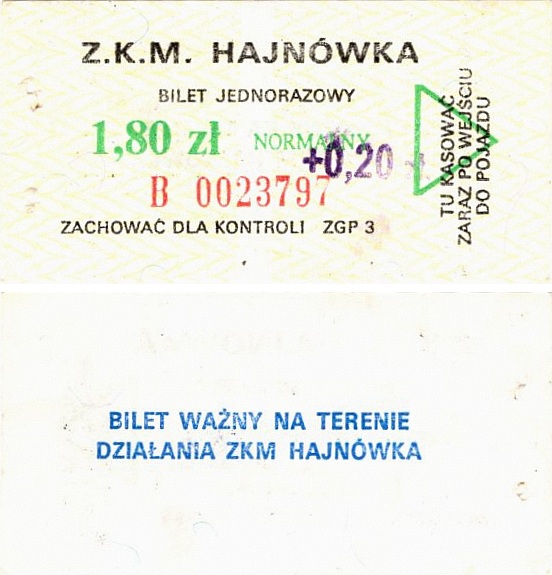 Z.K.M. HAJNÓWKA
BILET JEDNORAZOWY
1,80 zł NORMALNY
+0,20
B 0023797
ZACHOWAĆ DLA KONTROLI ZGP 3
TU KASOWAĆ
ZARAZ PO WEJŚCIU
DO POJAZDU
BILET WAŻNY NA TERENIE
DZIAŁANIA ZKM HAJNÓWKA